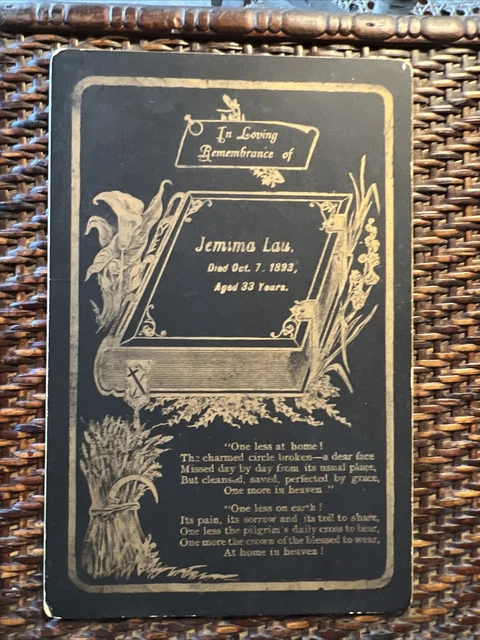 In Loving
Remembrance of
Jemima Lau.
Died Oct. 7. 1893,
Aged 33 Years.
"One less at home!
The charmed circle broken—a dear face
Missed day by day from its usual place,
But cleansed, saved, perfected by grace,
One more in heaven."
"One less on earth!
Its pain, its sorrow and its toil to share,
One less the pilgrim's daily cross to bear,
One more the crown of the blessed to wear,
At home in heaven!